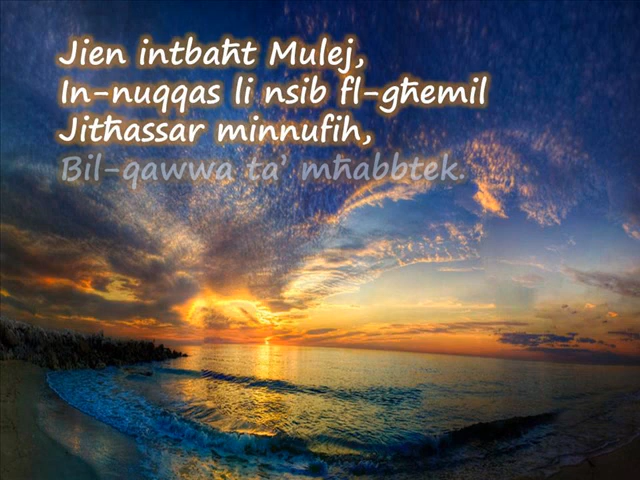 Jien intbaħt Mulej,
In-nuqqas li nsib fl-għemil
Jitħassar minnufih,
Bil-qawwa ta' mħabbtek.